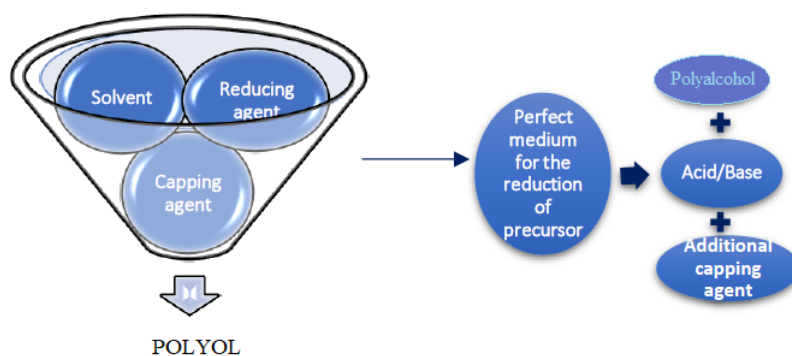 Solvent
Reducing
agent
Capping
agent
POLYOL
Perfect
medium
for the
reduction
of
precursor
Polyalcohol
+
Acid/Base
+
Additional
capping
agent